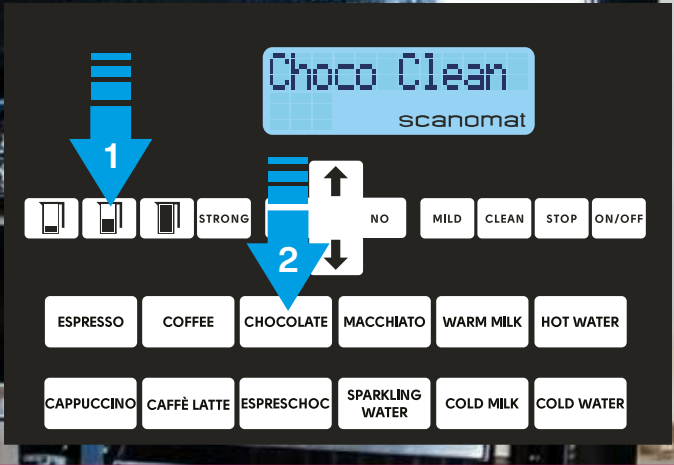 Choco Clean
scanomat
1
STRONG
NO
MILD
CLEAN
STOP
ON/OFF
2
ESPRESSO
COFFEE
CHOCOLATE
MACCHIATO
WARM MILK
HOT WATER
CAPPUCCINO
CAFFÈ LATTE
ESPRESCHOC
SPARKLING
WATER
COLD MILK
COLD WATER